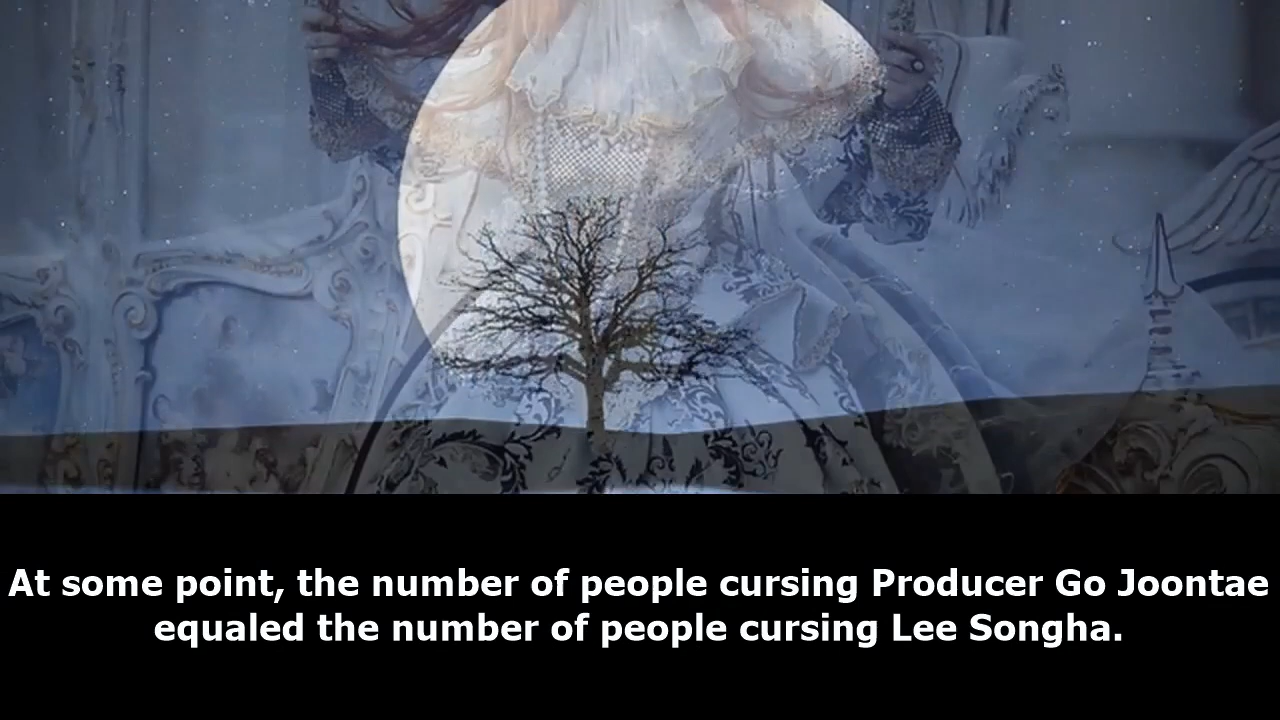 At some point, the number of people cursing Producer Go Joontae
equaled the number of people cursing Lee Songha.